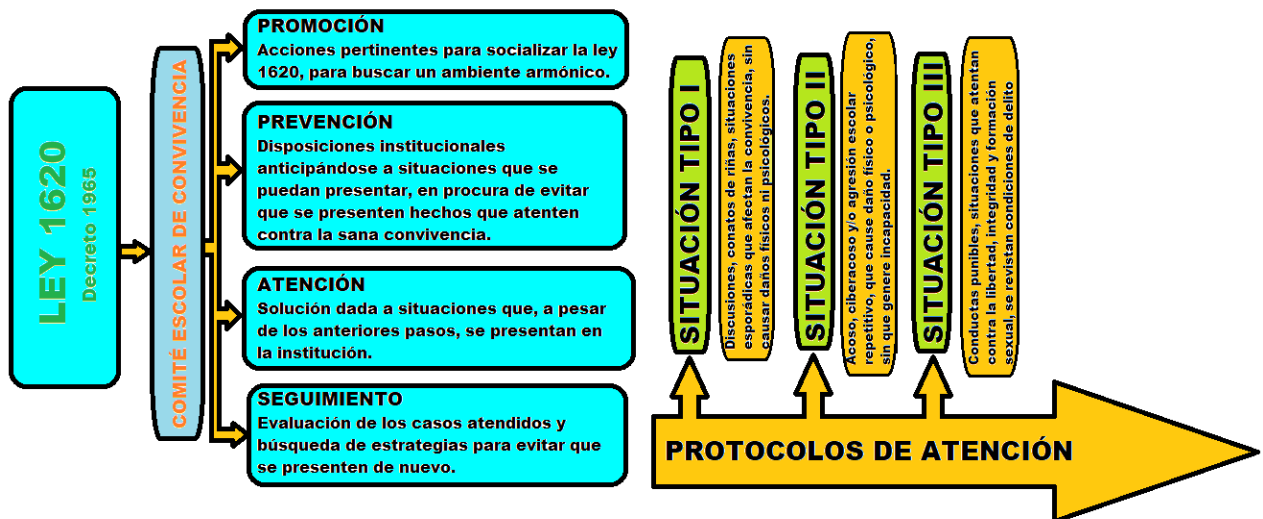 LEY 1620
Decreto 1965
COMITÉ ESCOLAR DE CONVIVENCIA
PROMOCIÓN
Acciones pertinentes para socializar la ley
1620, para buscar un ambiente armónico.
PREVENCIÓN
Disposiciones institucionales
anticipándose a situaciones que se
puedan presentar, en procura de evitar
que se presenten hechos que atenten
contra la sana convivencia.
ATENCIÓN
Solución dada a situaciones que, a pesar
de los anteriores pasos, se presentan en
la institución.
SEGUIMIENTO
Evaluación de los casos atendidos y
búsqueda de estrategias para evitar que
se presenten de nuevo.
SITUACIÓN TIPO I
Discusiones, conatos de riñas, situaciones
esporádicas que afectan la convivencia, sin
causar daños físicos ni psicológicos.
SITUACIÓN TIPO II
Acoso, ciberacoso y/o agresión escolar
repetitivo, que cause daño físico o psicológico,
sin que genere incapacidad.
SITUACIÓN TIPO III
Conductas punibles, situaciones que atentan
contra la libertad, integridad y formación
sexual, se revistan condiciones de delito
PROTOCOLOS DE ATENCIÓN